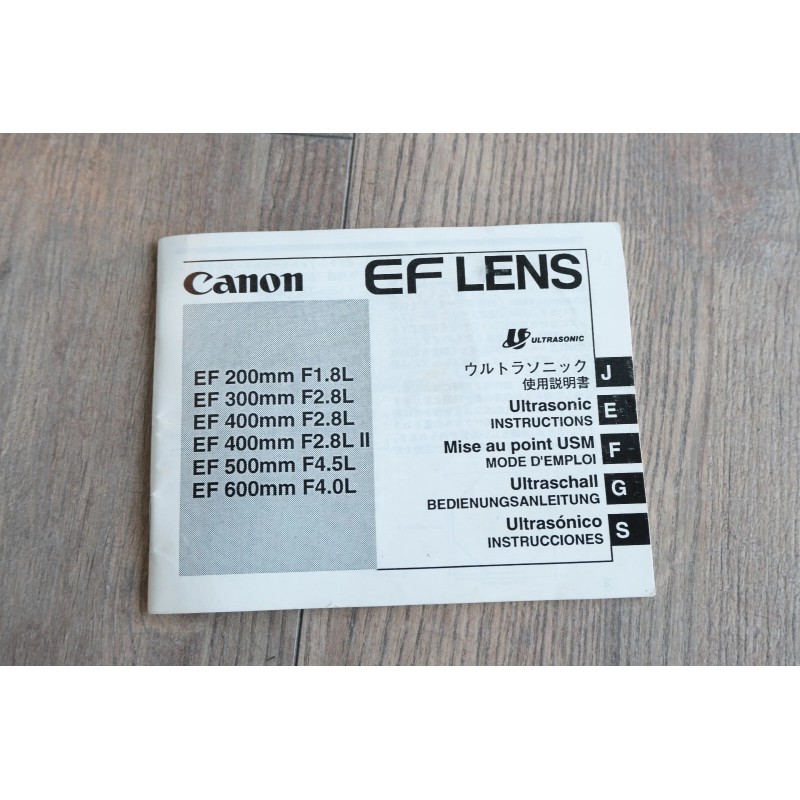 Canon
EF LENS
EF 200mm F1.8L
EF 300mm F2.8L
EF 400mm F2.8L
EF 400mm F2.8L II
EF 500mm F4.5L
EF 600mm F4.0L
US ULTRASONIC
ウルトラソニック
使用説明書
J
Ultrasonic
INSTRUCTIONS
E
Mise au point USM
MODE D'EMPLOI
F
Ultraschall
BEDIENUNGSANLEITUNG
G
Ultrasónico
INSTRUCCIONES
S